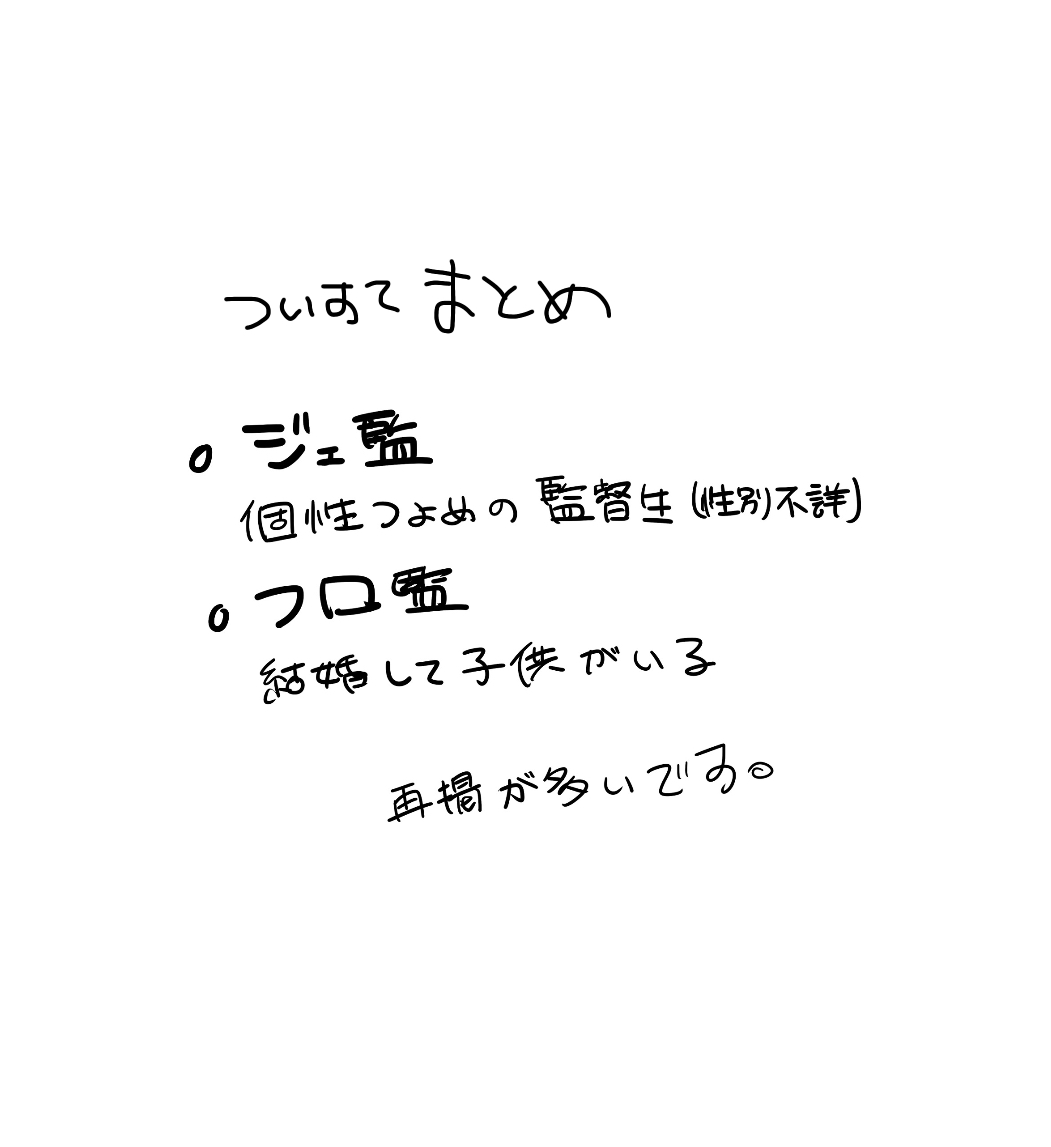 ついすてまとめ
。ジェ監
個性つよめの監督生(性別不詳)
。フロ監
結婚して子供がいる
再掲が多いです。